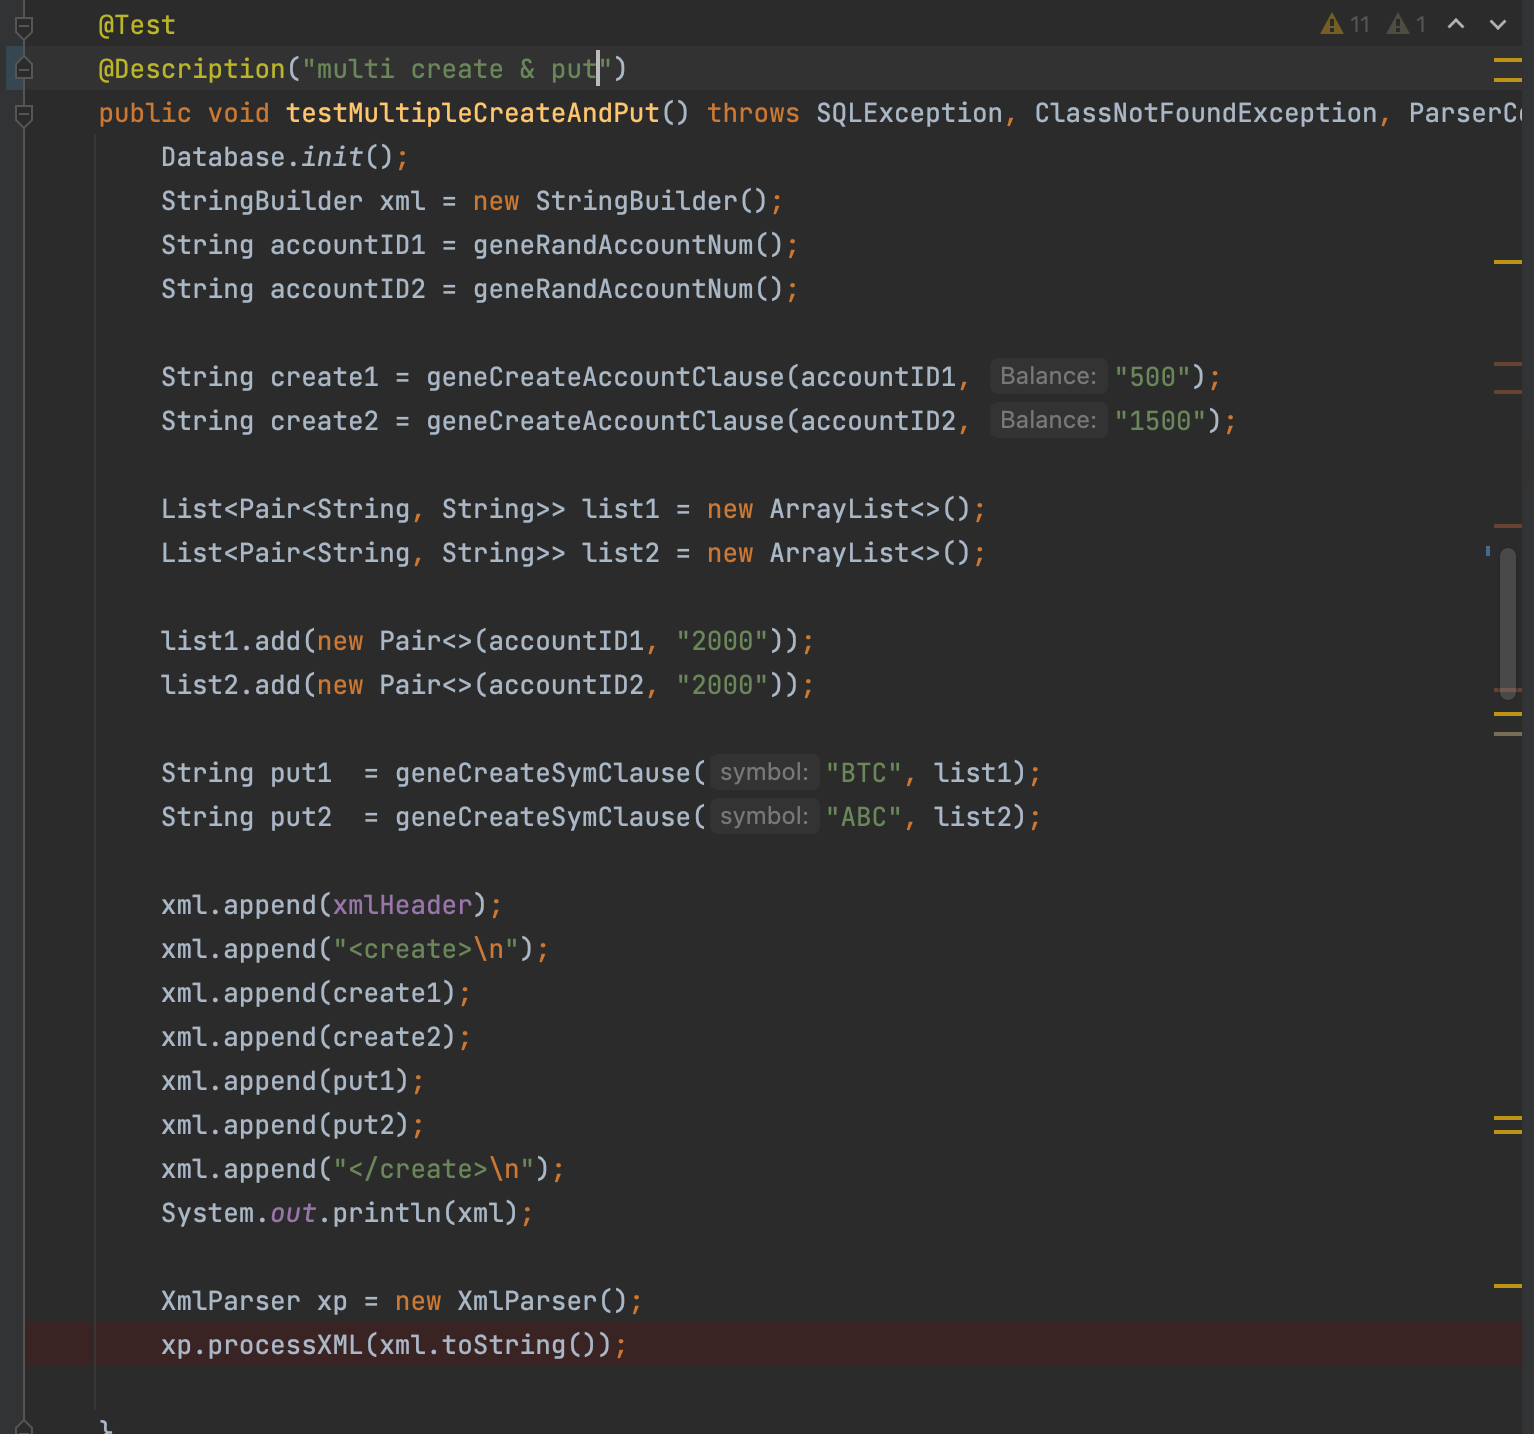 @Test
11 1
@Description("multi create & put")
public void testMultipleCreateAndPut() throws SQLException, ClassNotFoundException, ParserCo
Database.init();
StringBuilder xml = new StringBuilder();
String accountID1 = geneRandAccountNum();
String accountID2 = geneRandAccountNum();
String create1 = geneCreateAccountClause(accountID1, Balance: "500");
String create2 = geneCreateAccountClause(accountID2, Balance: "1500");
List<Pair<String, String>> list1 = new ArrayList<>();
List<Pair<String, String>> list2 = new ArrayList<>();
list1.add(new Pair<>(accountID1, "2000"));
list2.add(new Pair<>(accountID2, "2000"));
String put1  = geneCreateSymClause( symbol: "BTC", list1);
String put2  = geneCreateSymClause( symbol: "ABC", list2);
xml.append(xmlHeader);
xml.append("<create>\n");
xml.append(create1);
xml.append(create2);
xml.append(put1);
xml.append(put2);
xml.append("</create>\n");
System.out.println(xml);
XmlParser xp = new XmlParser();
xp.processXML(xml.toString());
}